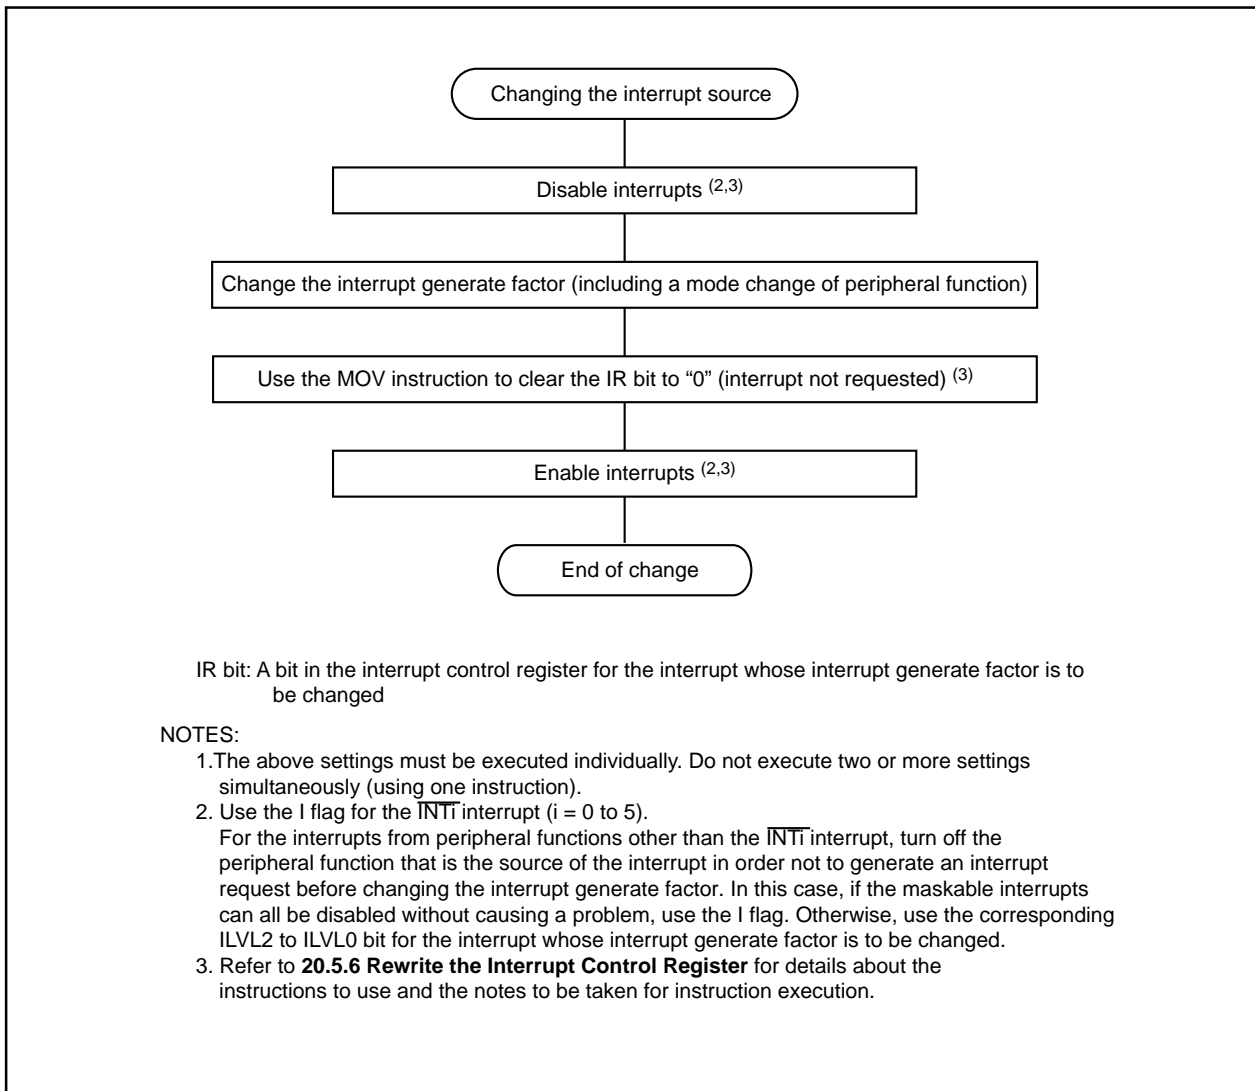 Changing the interrupt source
Disable interrupts (2,3)
Change the interrupt generate factor (including a mode change of peripheral function)
Use the MOV instruction to clear the IR bit to “0” (interrupt not requested) (3)
Enable interrupts (2,3)
End of change
IR bit: A bit in the interrupt control register for the interrupt whose interrupt generate factor is to
be changed
NOTES:
1.The above settings must be executed individually. Do not execute two or more settings
simultaneously (using one instruction).
2. Use the I flag for the I̅N̅T̅i̅ interrupt (i = 0 to 5).
For the interrupts from peripheral functions other than the I̅N̅T̅i̅ interrupt, turn off the
peripheral function that is the source of the interrupt in order not to generate an interrupt
request before changing the interrupt generate factor. In this case, if the maskable interrupts
can all be disabled without causing a problem, use the I flag. Otherwise, use the corresponding
ILVL2 to ILVL0 bit for the interrupt whose interrupt generate factor is to be changed.
3. Refer to 20.5.6 Rewrite the Interrupt Control Register for details about the
instructions to use and the notes to be taken for instruction execution.